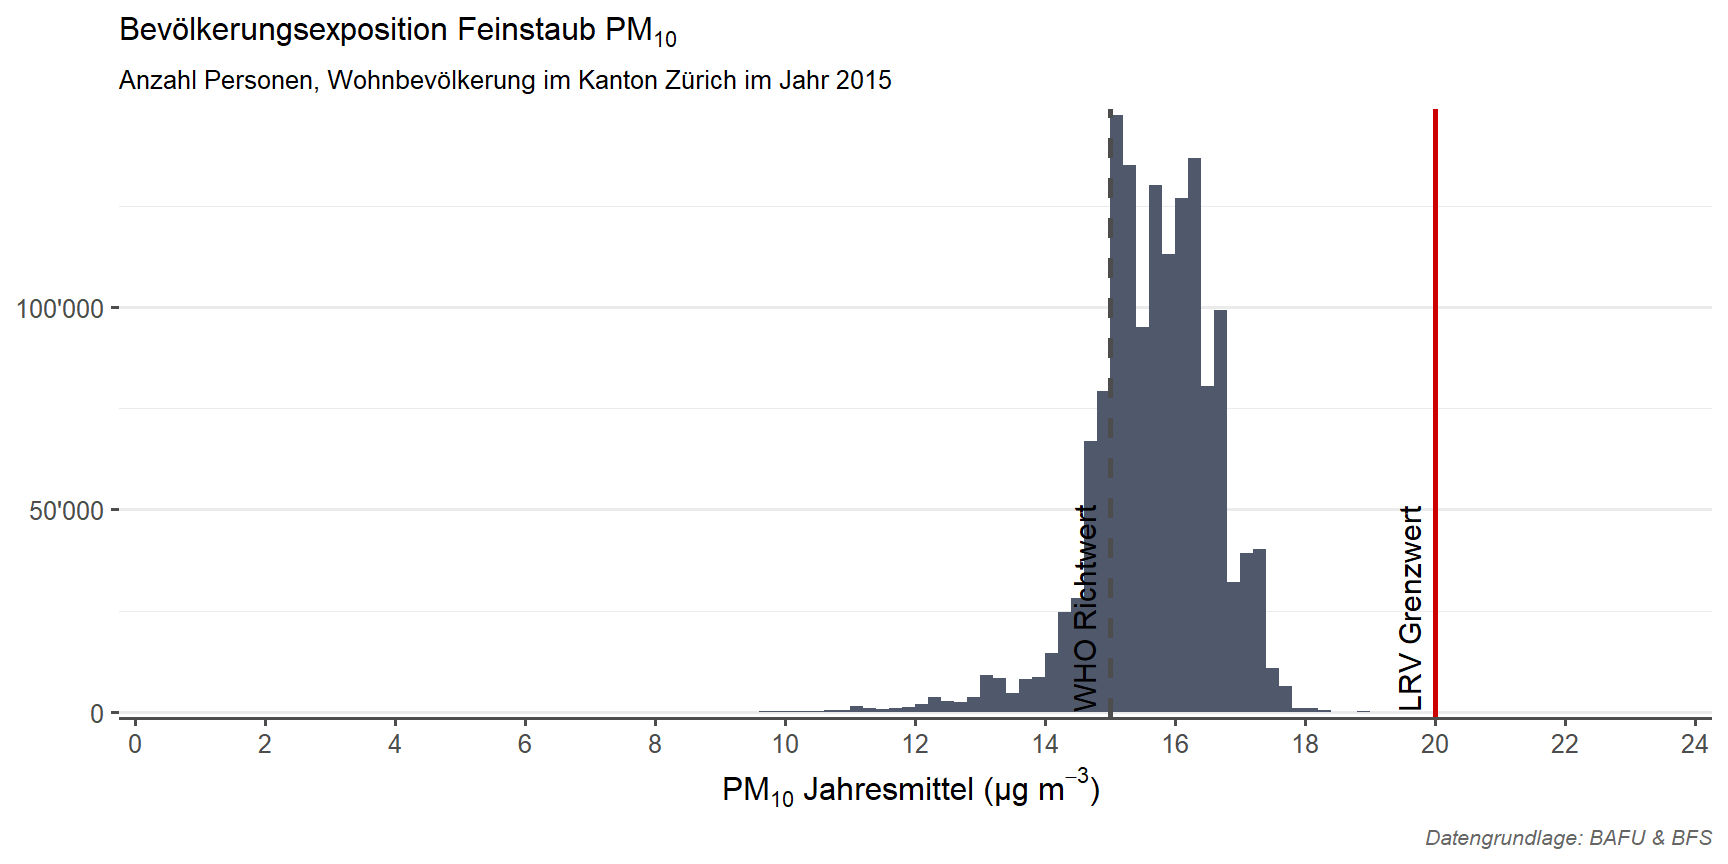 Bevölkerungsexposition Feinstaub PM₁₀
Anzahl Personen, Wohnbevölkerung im Kanton Zürich im Jahr 2015
100'000
50'000
0
WHO Richtwert
LRV Grenzwert
0 2 4 6 8 10 12 14 16 18 20 22 24
PM₁₀ Jahresmittel (µg m⁻³)
Datengrundlage: BAFU & BFS